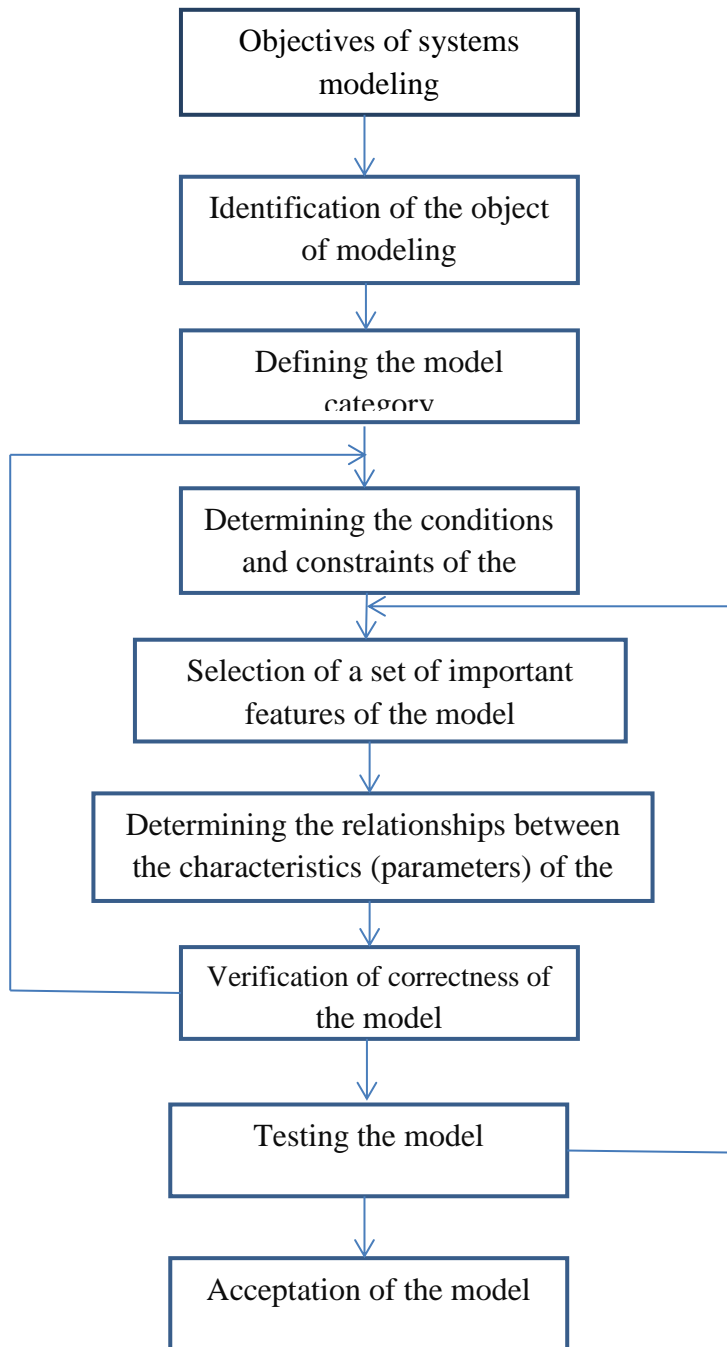 Objectives of systems
modeling
Identification of the object
of modeling
Defining the model
category
Determining the conditions
and constraints of the
Selection of a set of important
features of the model
Determining the relationships between
the characteristics (parameters) of the
Verification of correctness of
the model
Testing the model
Acceptation of the model